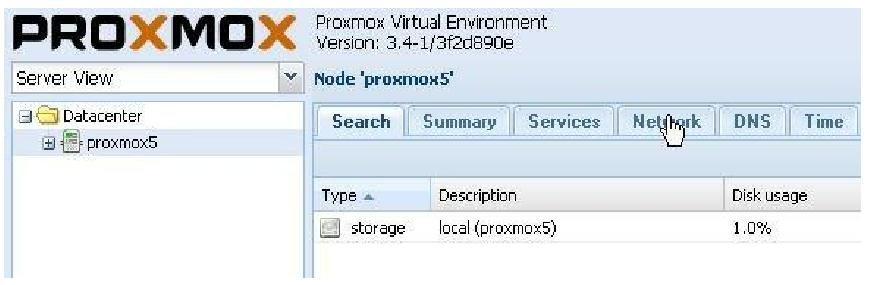 PROXMOX
Proxmox Virtual Environment
Version: 3.4-1/3f2d890e
Server View
Node 'proxmox5'
Datacenter
proxmox5
Search Summary Services Network DNS Time
Type Description Disk usage
storage local (proxmox5) 1.0%